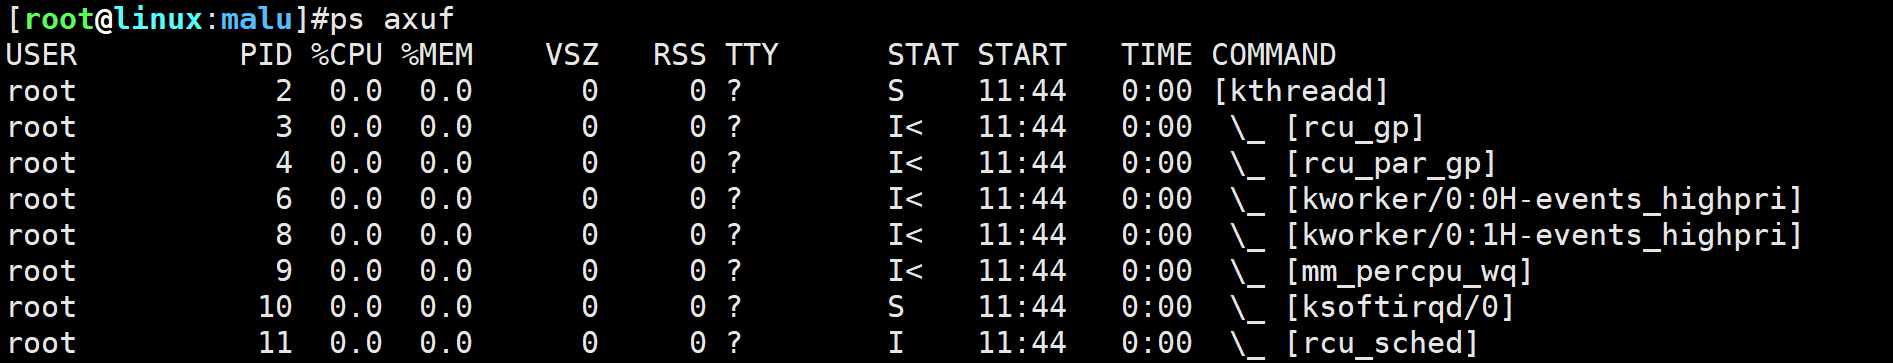 [root@linux:malu]#ps axuf
USER         PID %CPU %MEM    VSZ   RSS TTY      STAT START   TIME COMMAND
root           2  0.0  0.0      0     0 ?        S    11:44   0:00 [kthreadd]
root           3  0.0  0.0      0     0 ?        I<   11:44   0:00  \_ [rcu_gp]
root           4  0.0  0.0      0     0 ?        I<   11:44   0:00  \_ [rcu_par_gp]
root           6  0.0  0.0      0     0 ?        I<   11:44   0:00  \_ [kworker/0:0H-events_highpri]
root           8  0.0  0.0      0     0 ?        I<   11:44   0:00  \_ [kworker/0:1H-events_highpri]
root           9  0.0  0.0      0     0 ?        I<   11:44   0:00  \_ [mm_percpu_wq]
root          10  0.0  0.0      0     0 ?        S    11:44   0:00  \_ [ksoftirqd/0]
root          11  0.0  0.0      0     0 ?        I    11:44   0:00  \_ [rcu_sched]